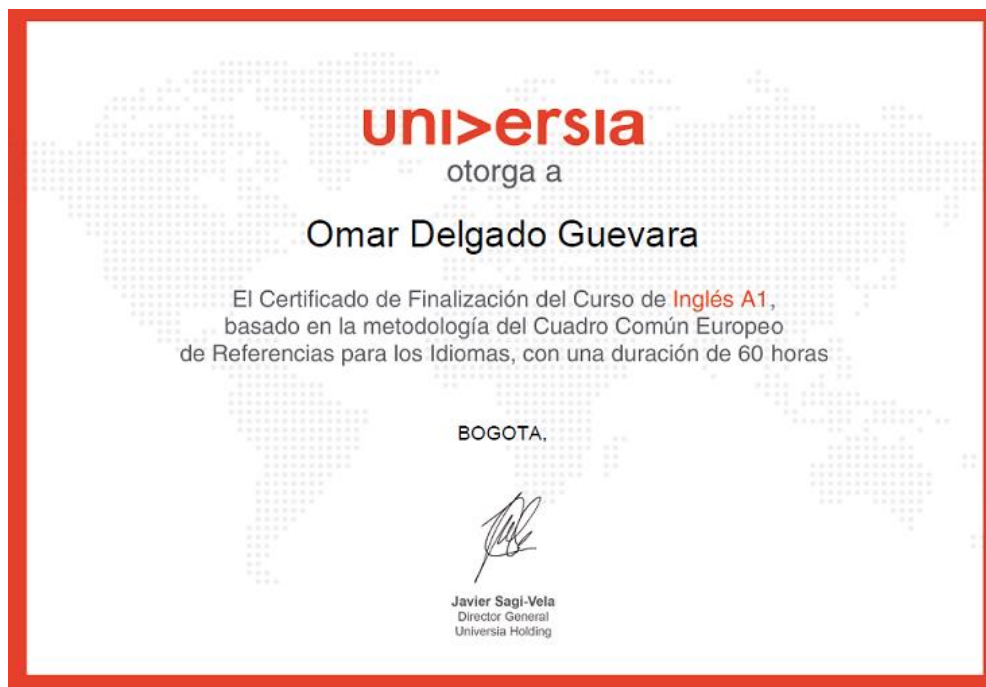 uni>ersia
otorga a
Omar Delgado Guevara
El Certificado de Finalización del Curso de Inglés A1,
basado en la metodología del Cuadro Común Europeo
de Referencias para los Idiomas, con una duración de 60 horas
BOGOTA,
Javier Sagi-Vela
Director General
Universia Holding